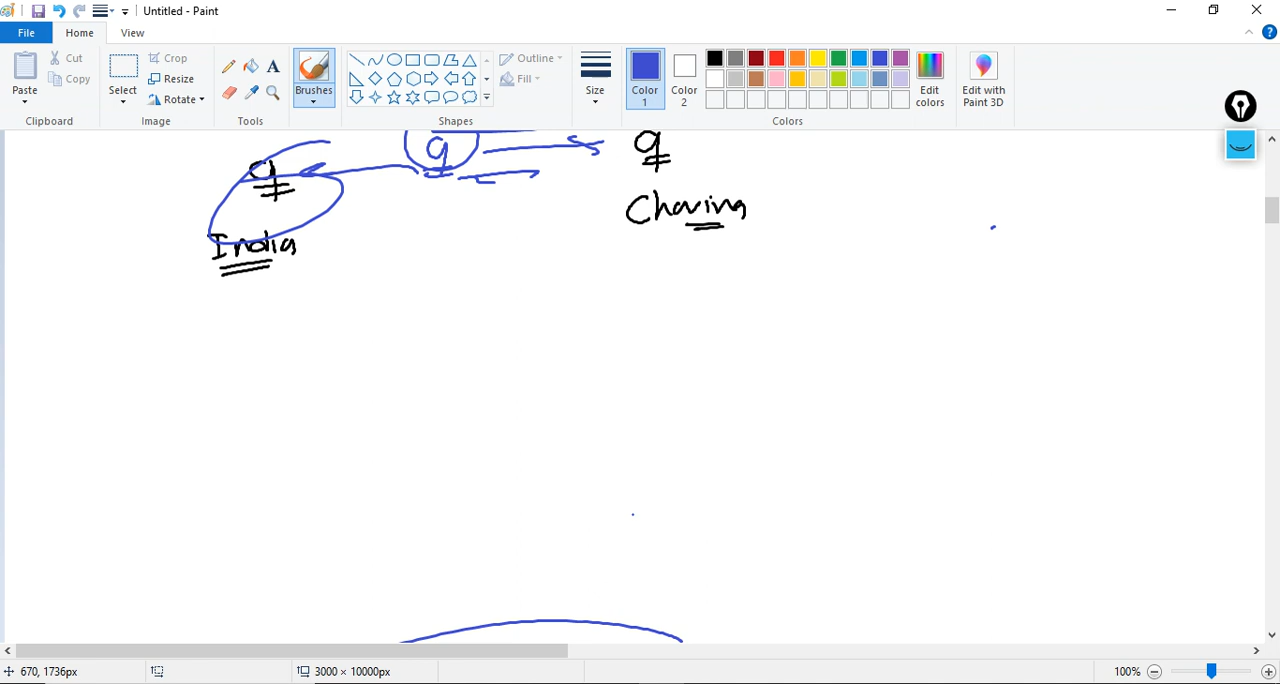 Untitled - Paint
File Home View
Paste
Cut
Copy
Clipboard
Select
Crop
Resize
Rotate
Image
A
Tools
Brushes
Outline
Fill
Shapes
Size
Color 1
Color 2
Edit colors
Colors
Edit with Paint 3D
q
q
q
India
670, 1736px
3000 × 10000px
100%